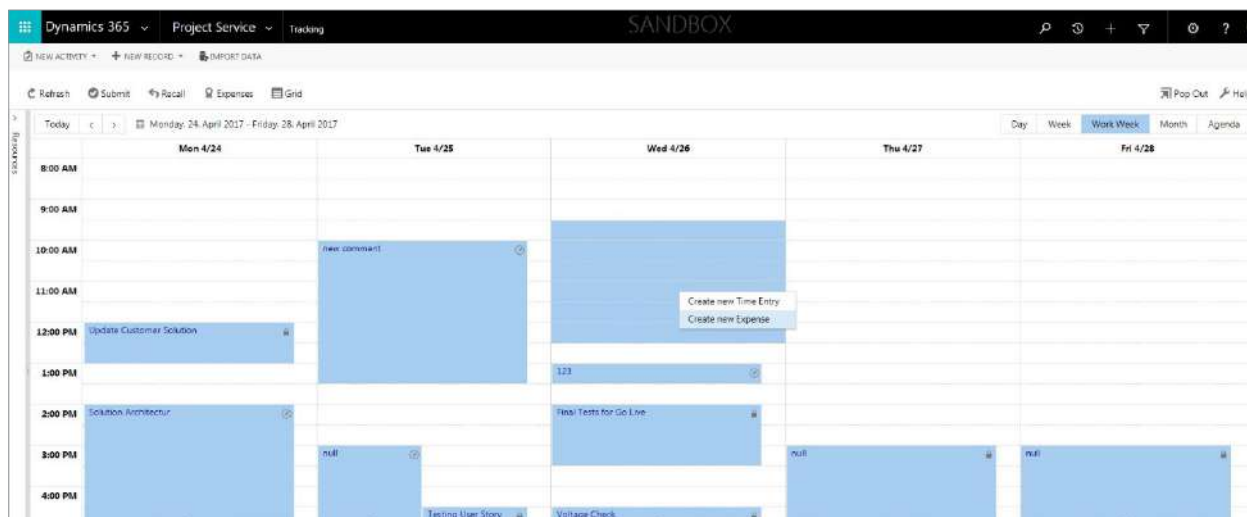 Dynamics 365 Project Service Tracking SANDBOX ?
NEW ACTIVITY NEW RECORD IMPORT DATA
Refresh Submit Recall Expenses Grid Pop Out Hel
Today < > Monday, 24. April 2017 - Friday, 28. April 2017 Day Week Work Week Month Agenda
Resources
Mon 4/24 Tue 4/25 Wed 4/26 Thu 4/27 Fri 4/28
8:00 AM
9:00 AM
10:00 AM new comment
11:00 AM
Create new Time Entry
Create new Expense
12:00 PM Update Customer Solution
1:00 PM 123
2:00 PM Solution Architectur Final Tests for Go Live
3:00 PM null null null
4:00 PM
Testing User Story Voltage Check